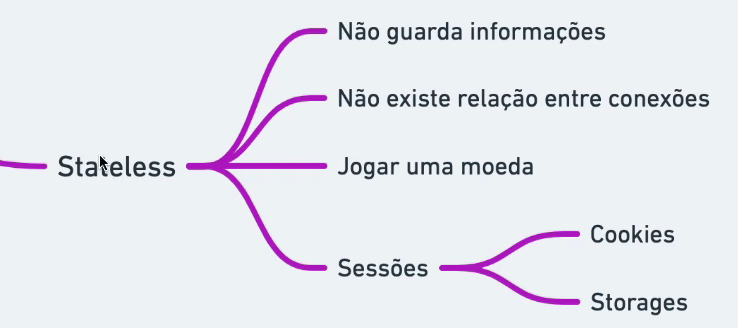 Não guarda informações
Não existe relação entre conexões
Stateless
Jogar uma moeda
Sessões
Cookies
Storages